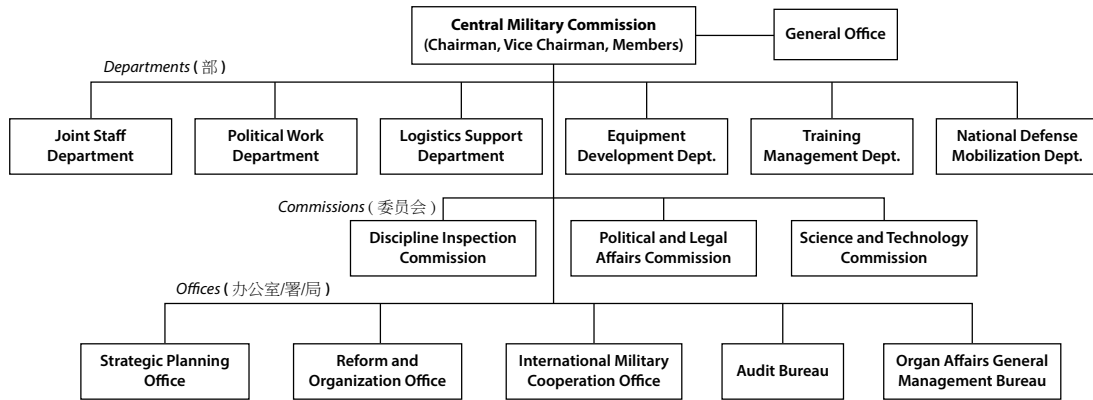 Central Military Commission
(Chairman, Vice Chairman, Members)
General Office
Departments ( 部 )
Joint Staff
Department
Political Work
Department
Logistics Support
Department
Equipment
Development Dept.
Training
Management Dept.
National Defense
Mobilization Dept.
Commissions ( 委员会 )
Discipline Inspection
Commission
Political and Legal
Affairs Commission
Science and Technology
Commission
Offices ( 办公室/署/局 )
Strategic Planning
Office
Reform and
Organization Office
International Military
Cooperation Office
Audit Bureau
Organ Affairs General
Management Bureau